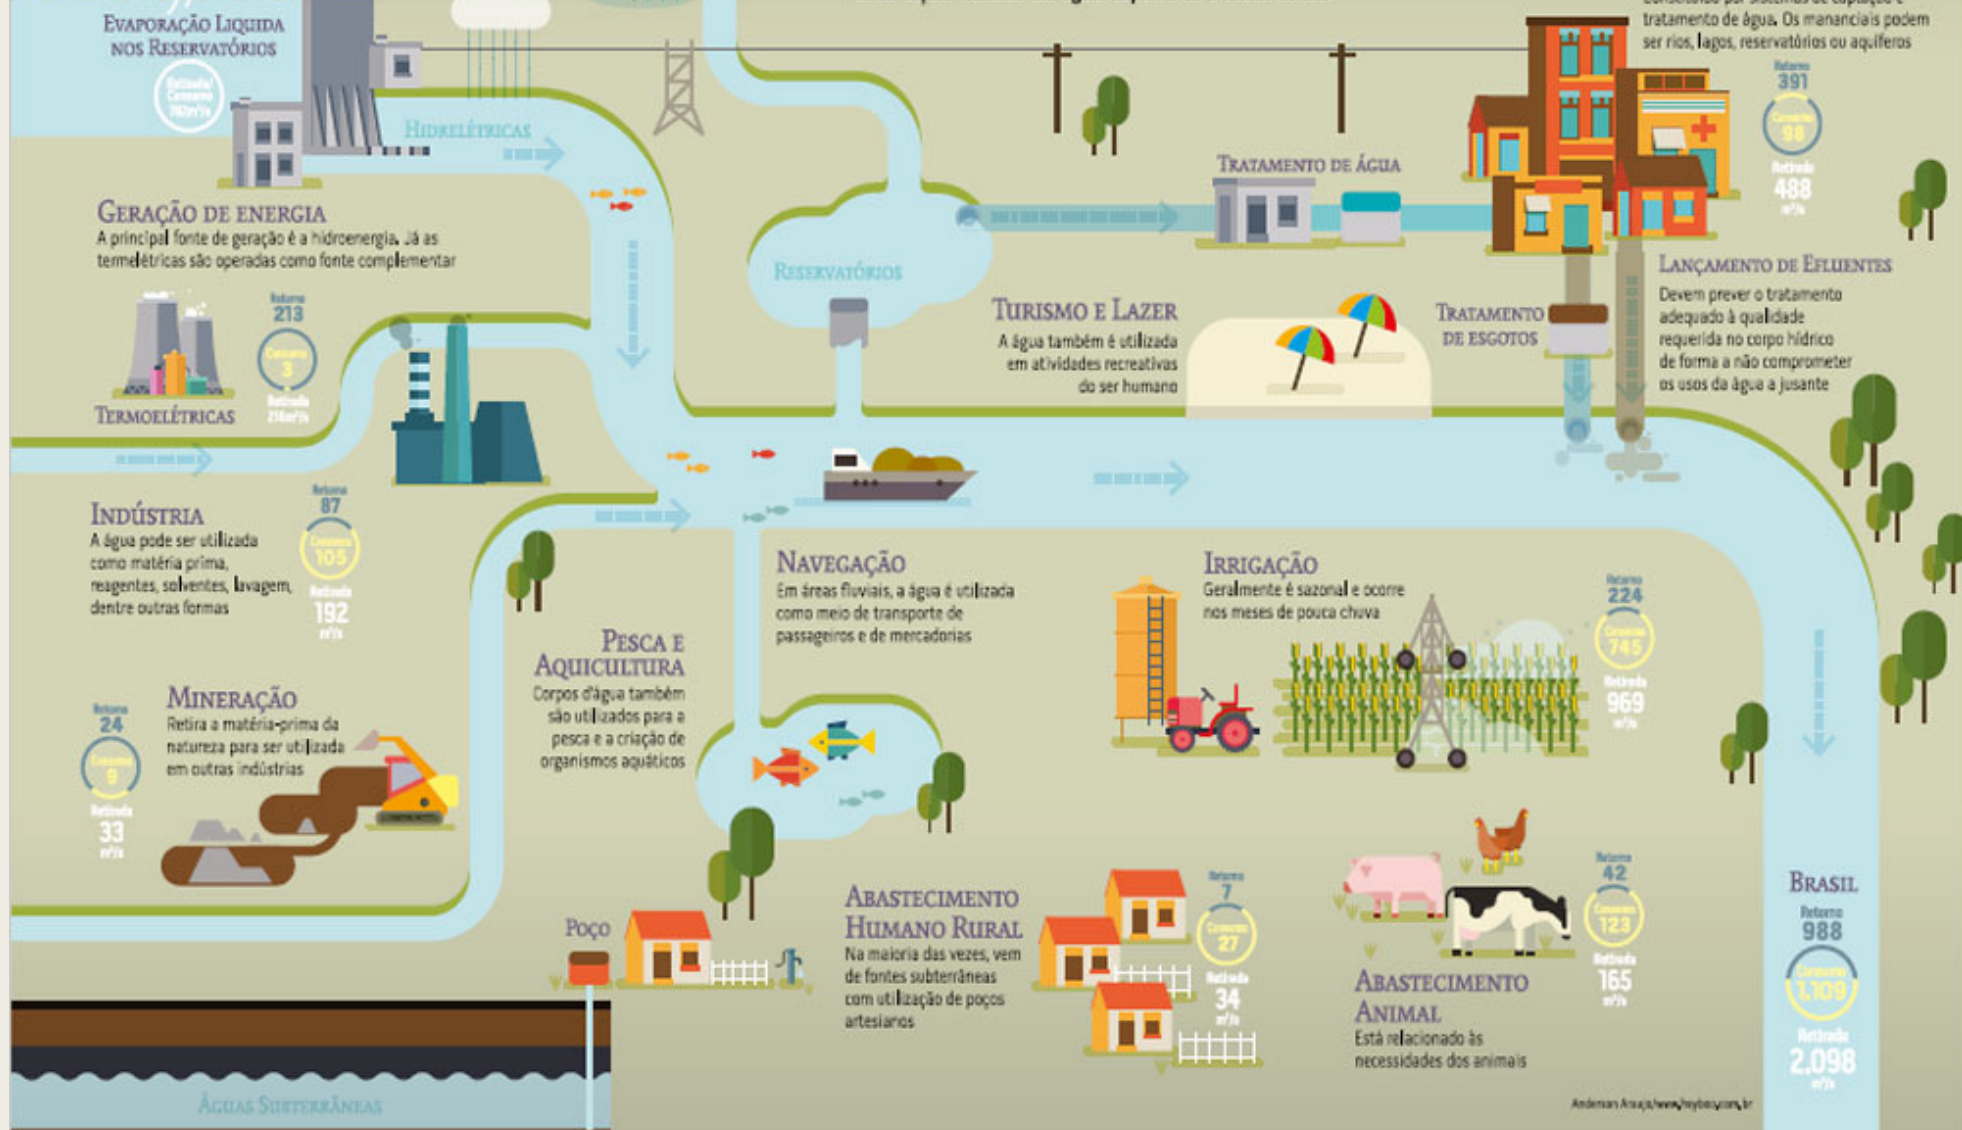 EVAPORAÇÃO LIQUIDA
NOS RESERVATÓRIOS
Retirada/
Consumo
HIDRELÉTRICAS
GERAÇÃO DE ENERGIA
A principal fonte de geração é a hidroenergia. Já as
termelétricas são operadas como fonte complementar
Retorno
213
Consumo
3
Retirada
TERMOELÉTRICAS
tratamento de água. Os mananciais podem
ser rios, lagos, reservatórios ou aquíferos
Retorno
391
Consumo
98
Retirada
488
m³/s
TRATAMENTO DE ÁGUA
RESERVATÓRIOS
TURISMO E LAZER
A água também é utilizada
em atividades recreativas
do ser humano
TRATAMENTO
DE ESGOTOS
LANÇAMENTO DE EFLUENTES
Devem prever o tratamento
adequado à qualidade
requerida no corpo hídrico
de forma a não comprometer
os usos da água a jusante
INDÚSTRIA
A água pode ser utilizada
como matéria prima,
reagentes, solventes, lavagem,
dentre outras formas
Retorno
87
Consumo
105
Retirada
192
m³/s
NAVEGAÇÃO
Em áreas fluviais, a água é utilizada
como meio de transporte de
passageiros e de mercadorias
IRRIGAÇÃO
Geralmente é sazonal e ocorre
nos meses de pouca chuva
Retorno
224
Consumo
745
Retirada
969
m³/s
PESCA E
AQUICULTURA
Corpos d'água também
são utilizados para a
pesca e a criação de
organismos aquáticos
MINERAÇÃO
Retira a matéria-prima da
natureza para ser utilizada
em outras indústrias
Retorno
24
Consumo
9
Retirada
33
m³/s
POÇO
ABASTECIMENTO
HUMANO RURAL
Na maioria das vezes, vem
de fontes subterrâneas
com utilização de poços
artesianos
Retorno
7
Consumo
27
Retirada
34
m³/s
ABASTECIMENTO
ANIMAL
Está relacionado às
necessidades dos animais
Retorno
42
Consumo
123
Retirada
165
m³/s
BRASIL
Retorno
988
Consumo
1.109
Retirada
2.098
m³/s
ÁGUAS SUBTERRÂNEAS